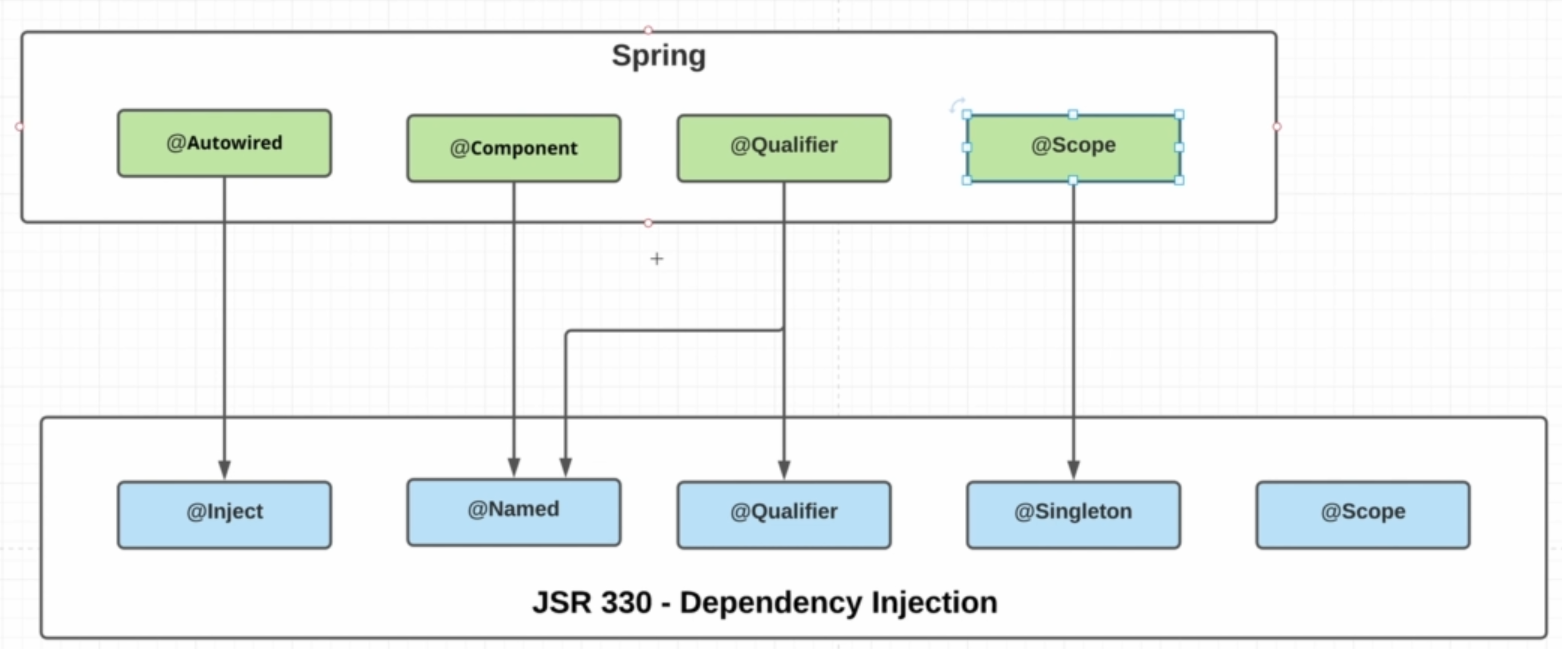 Spring
@Autowired
@Component
@Qualifier
@Scope
@Inject
@Named
@Qualifier
@Singleton
@Scope
JSR 330 - Dependency Injection